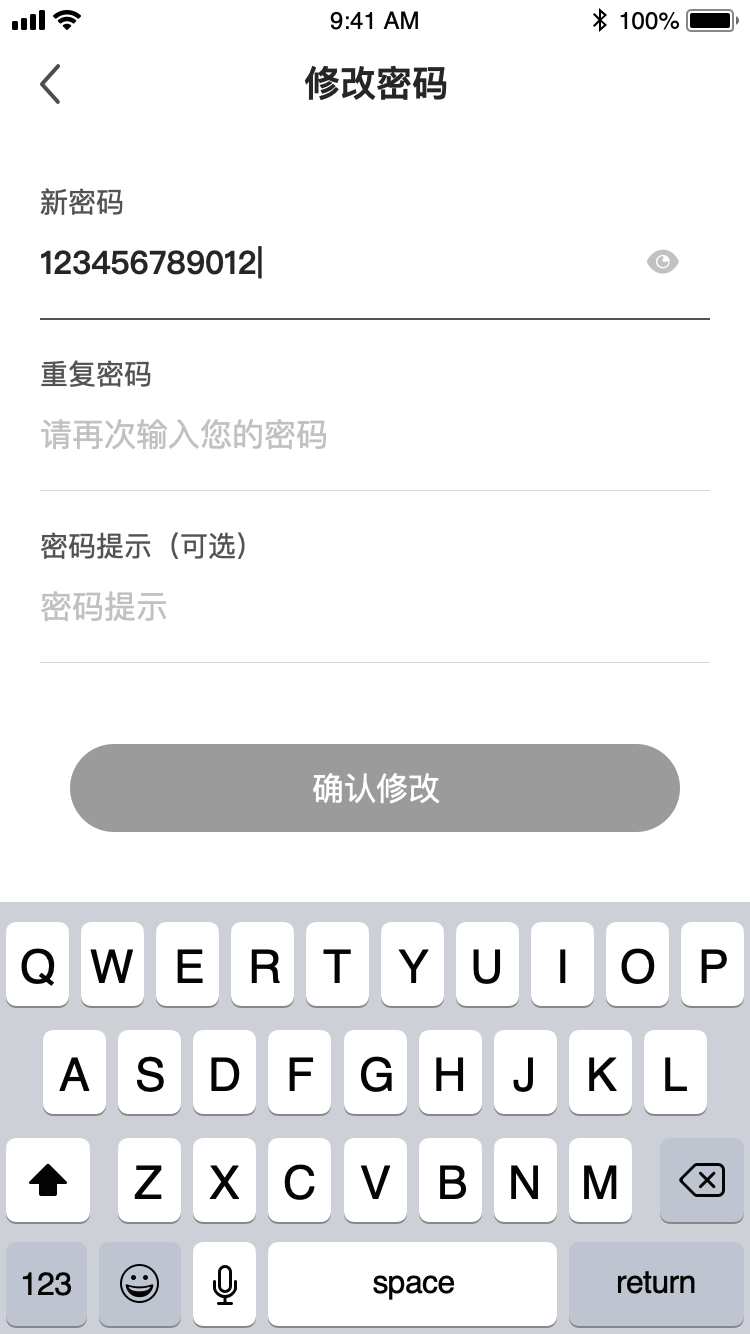 9:41 AM 100%
修改密码
新密码
123456789012
重复密码
请再次输入您的密码
密码提示（可选）
密码提示
确认修改
Q W E R T Y U I O P
A S D F G H J K L
Z X C V B N M
123 space return